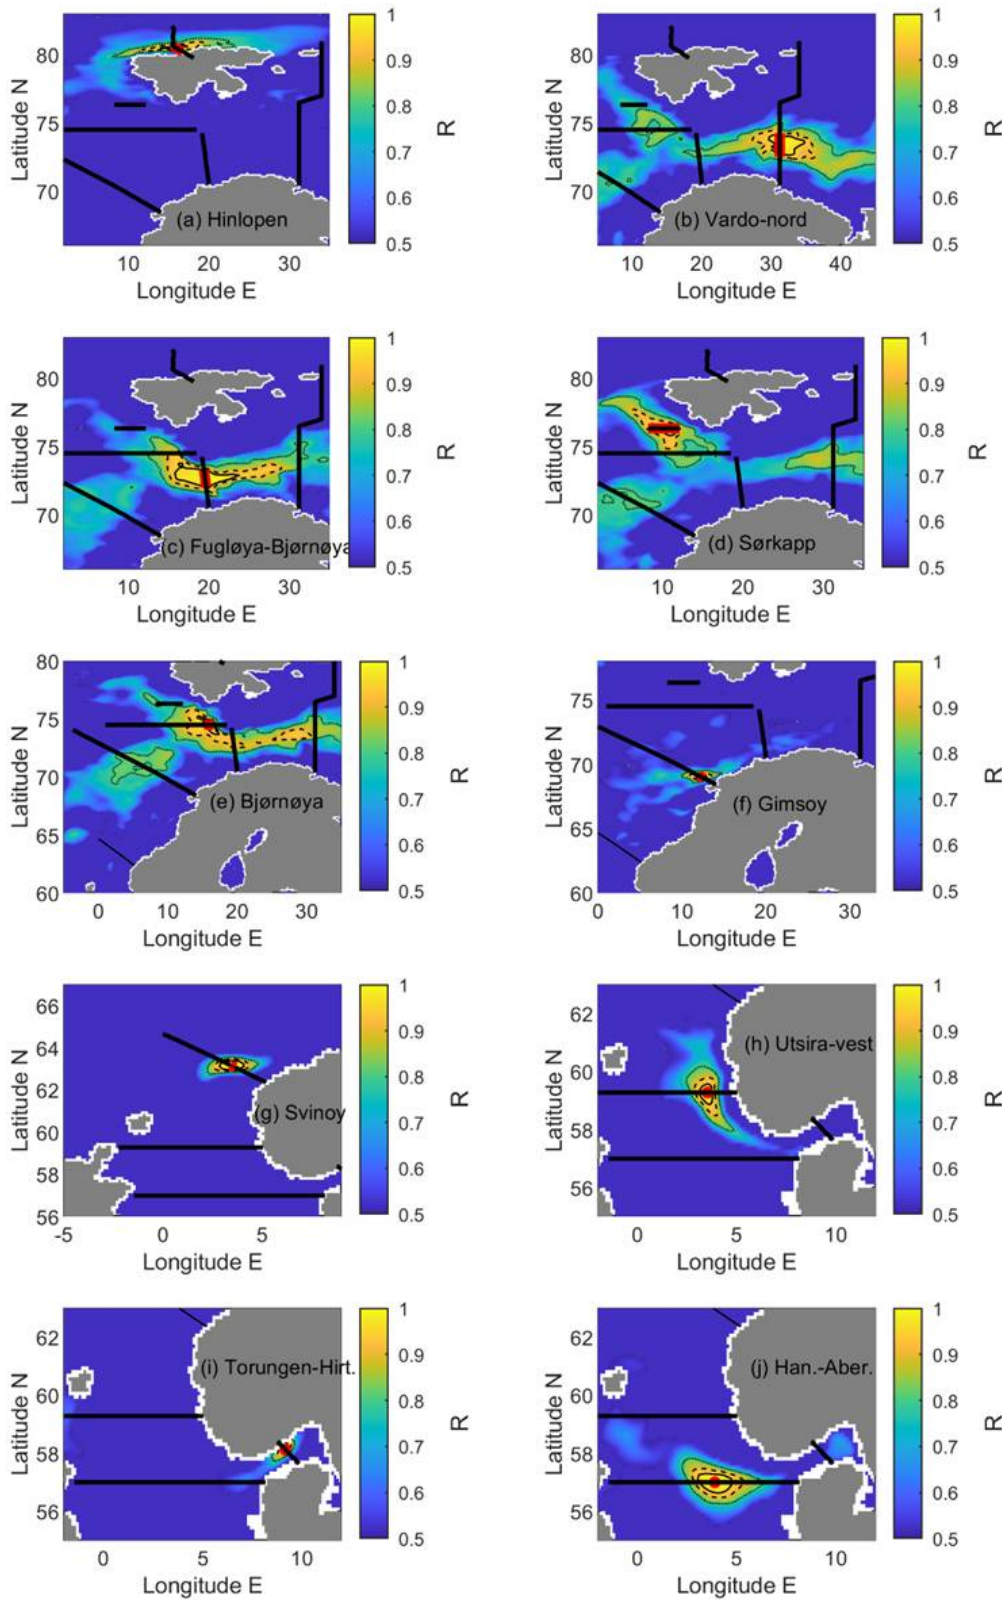 Latitude N
80
75
70
(a) Hinlopen
10 20 30
Longitude E
1
0.9
0.8
0.7
0.6
0.5
R
Latitude N
80
75
70
(b) Vardo-nord
10 20 30 40
Longitude E
1
0.9
0.8
0.7
0.6
0.5
R
Latitude N
80
75
70
(c) Fugløya-Bjørnøya
10 20 30
Longitude E
1
0.9
0.8
0.7
0.6
0.5
R
Latitude N
80
75
70
(d) Sørkapp
10 20 30
Longitude E
1
0.9
0.8
0.7
0.6
0.5
R
Latitude N
80
75
70
65
60
(e) Bjørnøya
0 10 20 30
Longitude E
1
0.9
0.8
0.7
0.6
0.5
R
Latitude N
75
70
65
60
(f) Gimsoy
0 10 20 30
Longitude E
1
0.9
0.8
0.7
0.6
0.5
R
Latitude N
66
64
62
60
58
56
(g) Svinoy
-5 0 5
Longitude E
1
0.9
0.8
0.7
0.6
0.5
R
Latitude N
62
60
58
56
(h) Utsira-vest
0 5 10
Longitude E
1
0.9
0.8
0.7
0.6
0.5
R
Latitude N
62
60
58
56
(i) Torungen-Hirt.
0 5 10
Longitude E
1
0.9
0.8
0.7
0.6
0.5
R
Latitude N
62
60
58
56
(j) Han.-Aber.
0 5 10
Longitude E
1
0.9
0.8
0.7
0.6
0.5
R